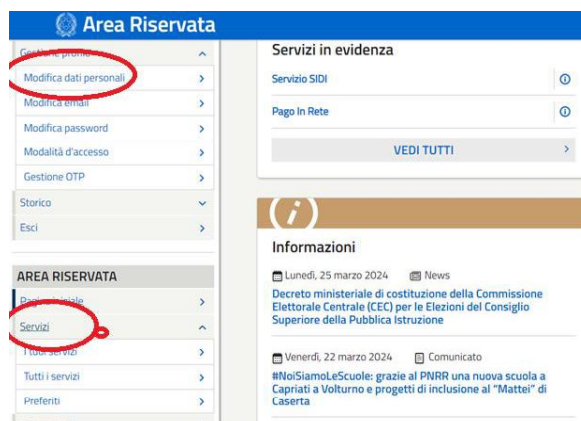 Area Riservata
Gestione profilo
Modifica dati personali
Modifica email
Modifica password
Modalità d'accesso
Gestione OTP
Storico
Esci
AREA RISERVATA
Pagina iniziale
Servizi
I tuoi servizi
Tutti i servizi
Preferiti
Servizi in evidenza
Servizio SIDI
Pago In Rete
VEDI TUTTI
Informazioni
Lunedì, 25 marzo 2024 News
Decreto ministeriale di costituzione della Commissione
Elettorale Centrale (CEC) per le Elezioni del Consiglio
Superiore della Pubblica Istruzione
Venerdì, 22 marzo 2024 Comunicato
#NoiSiamoLeScuole: grazie al PNRR una nuova scuola a
Capriati a Volturno e progetti di inclusione al "Mattei" di
Caserta